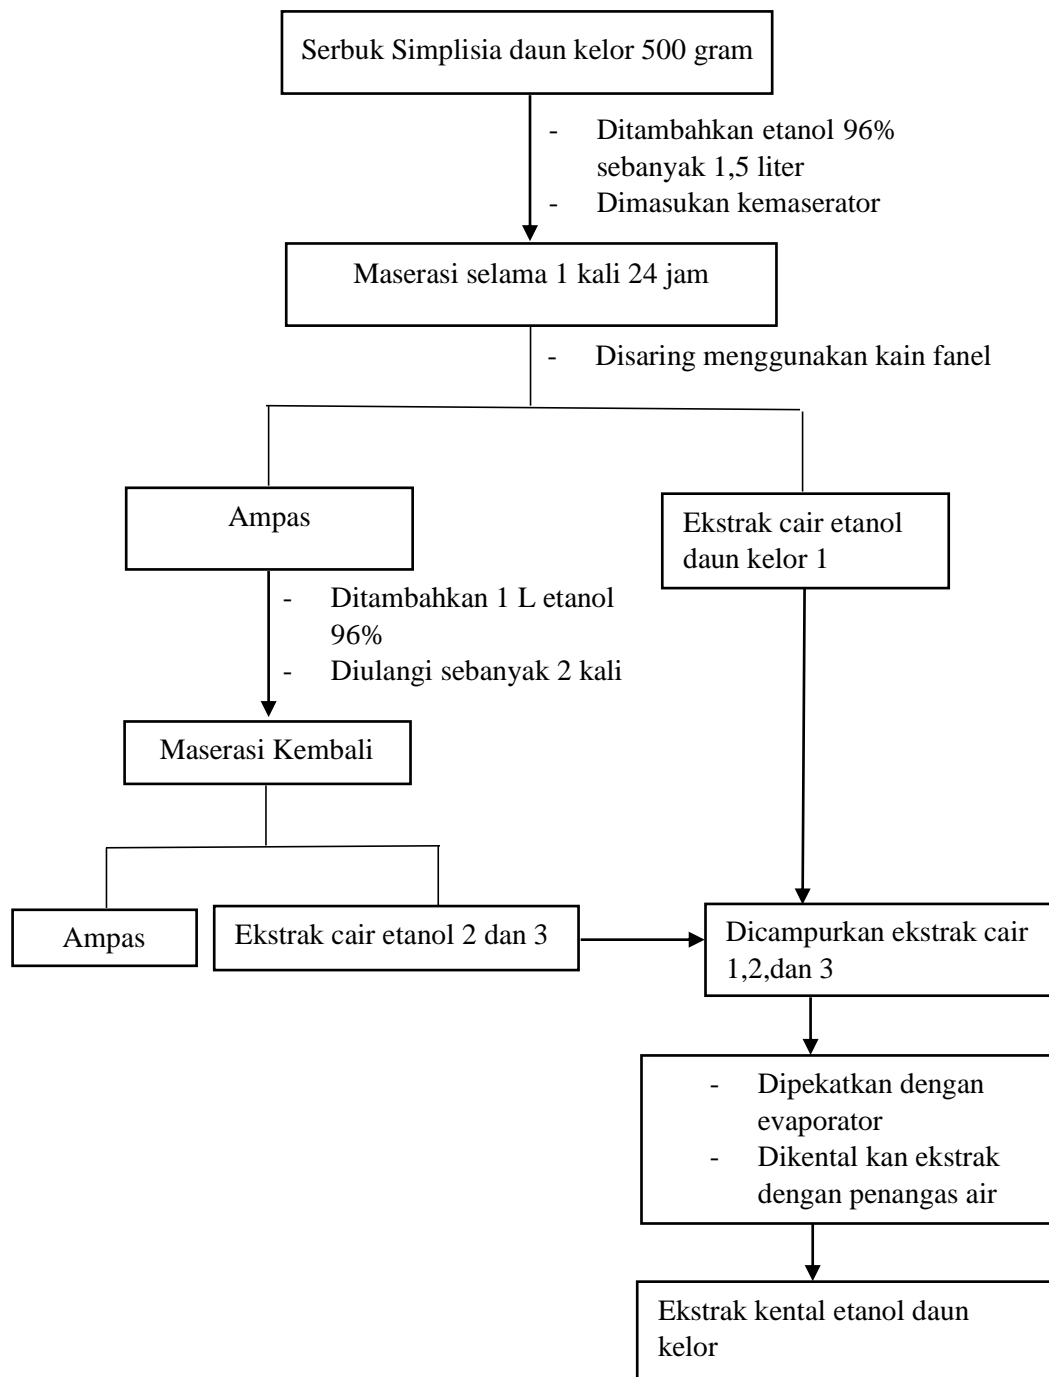 Serbuk Simplisia daun kelor 500 gram
- Ditambahkan etanol 96%
sebanyak 1,5 liter
- Dimasukan kemaserator
Maserasi selama 1 kali 24 jam
- Disaring menggunakan kain fanel
Ampas
Ekstrak cair etanol
daun kelor 1
- Ditambahkan 1 L etanol
96%
- Diulangi sebanyak 2 kali
Maserasi Kembali
Ampas
Ekstrak cair etanol 2 dan 3
Dicampurkan ekstrak cair
1,2,dan 3
- Dipekatkan dengan
evaporator
- Dikental kan ekstrak
dengan penangas air
Ekstrak kental etanol daun
kelor